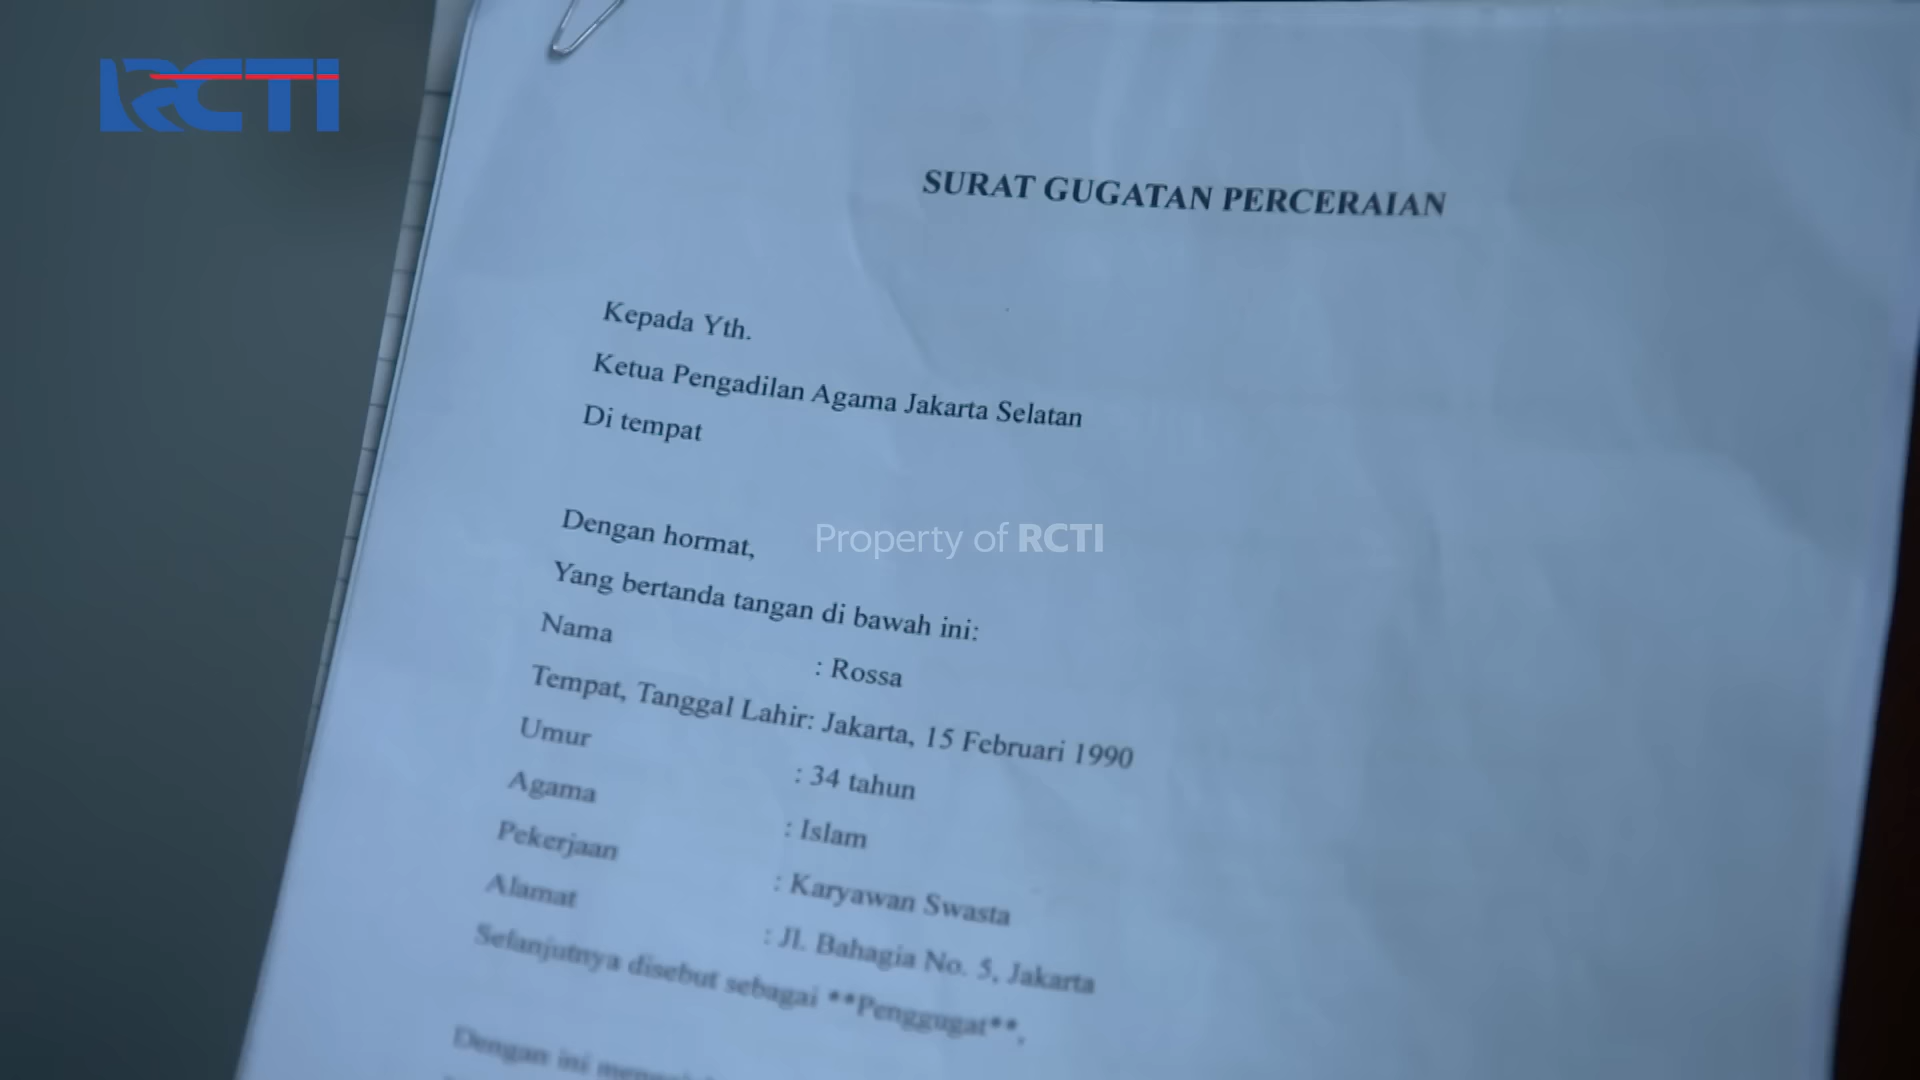 RCTI
SURAT GUGATAN PERCERAIAN
Kepada Yth.
Ketua Pengadilan Agama Jakarta Selatan
Di tempat
Dengan hormat,
Property of RCTI
Yang bertanda tangan di bawah ini:
Nama : Rossa
Tempat, Tanggal Lahir: Jakarta, 15 Februari 1990
Umur : 34 tahun
Agama : Islam
Pekerjaan : Karyawan Swasta
Alamat : Jl. Bahagia No. 5, Jakarta
Selanjutnya disebut sebagai **Penggugat**,
Dengan ini